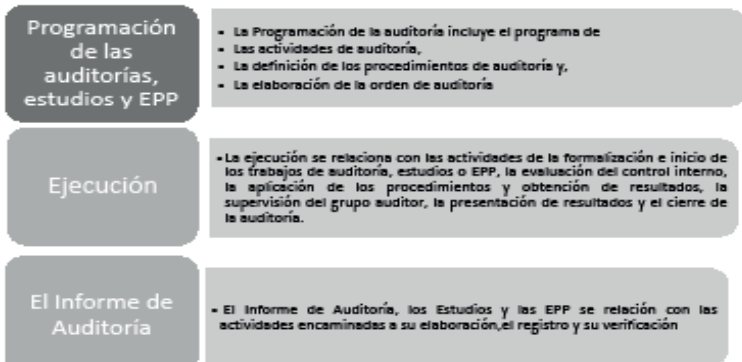 Programación
de las
auditorías,
estudios y EPP
• La Programación de la auditoría incluye el programa de
• Las actividades de auditoría,
• La definición de los procedimientos de auditoría y,
• La elaboración de la orden de auditoría
Ejecución
• La ejecución se relaciona con las actividades de la formalización e inicio de
los trabajos de auditoría, estudios o EPP, la evaluación del control interno,
la aplicación de los procedimientos y obtención de resultados, la
supervisión del grupo auditor, la presentación de resultados y el cierre de
la auditoría.
El Informe de
Auditoría
• El Informe de Auditoría, los Estudios y las EPP se relación con las
actividades encaminadas a su elaboración,el registro y su verificación